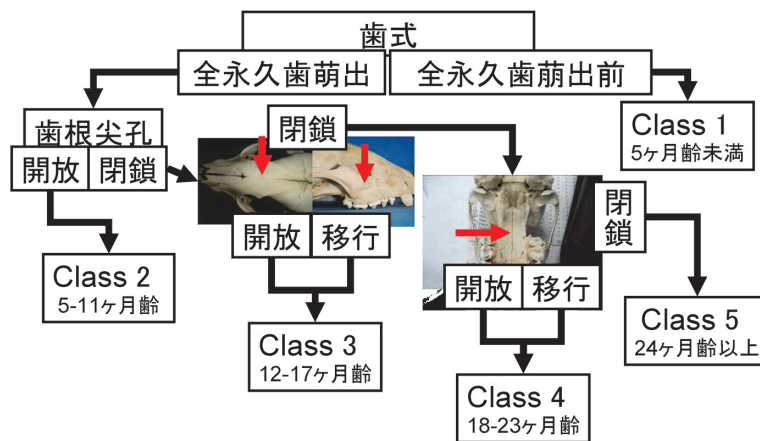 歯式
全永久歯萌出
全永久歯萠出前
歯根尖孔
開放
閉鎖
閉鎖
Class 1
5ヶ月齢未満
開放
移行
閉鎖
Class 2
5-11ヶ月齢
開放
移行
Class 3
12-17ヶ月齢
Class 5
24ヶ月齢以上
Class 4
18-23ヶ月齢